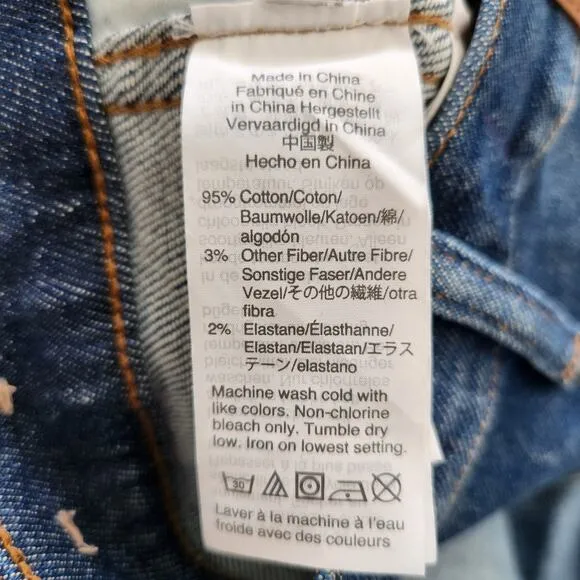 Made in China
Fabriqué en Chine
in China Hergestellt
Vervaardigd in China
中国製
Hecho en China
95% Cotton/Coton/
Baumwolle/Katoen/綿/
algodón
3% Other Fiber/Autre Fibre/
Sonstige Faser/Andere
Vezel/その他の繊維/otra
fibra
2% Elastane/Élasthanne/
Elastan/Elastaan/エラス
テーン/elastano
Machine wash cold with
like colors. Non-chlorine
bleach only. Tumble dry
low. Iron on lowest setting.
30
Laver à la machine à l'eau
froide avec des couleurs